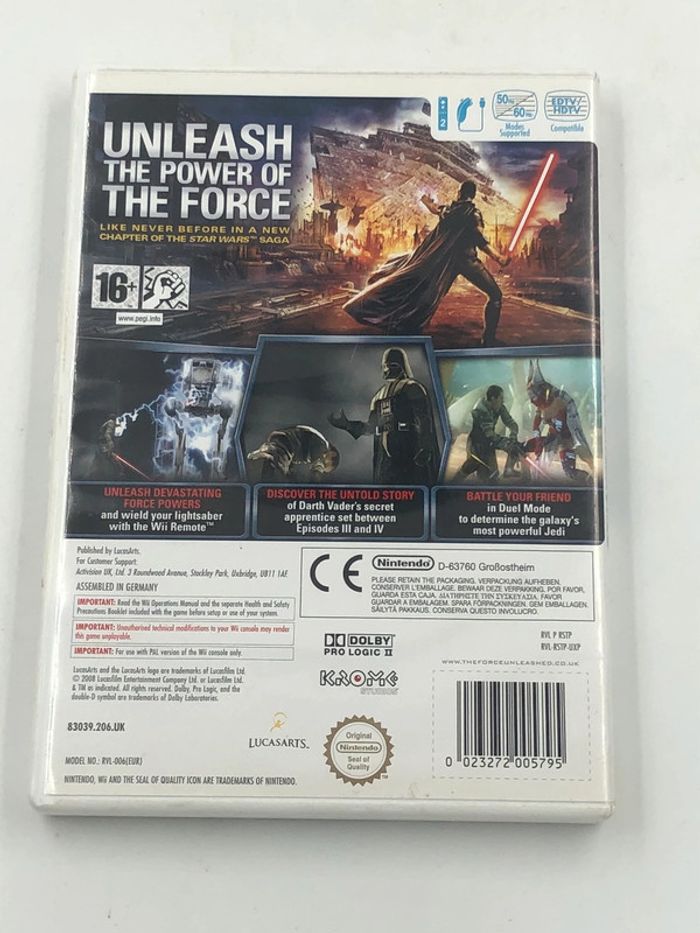 UNLEASH
THE POWER OF
THE FORCE
LIKE NEVER BEFORE IN A NEW
CHAPTER OF THE STAR WARS™ SAGA
2
50Hz
60Hz
Modes
Supported
EDTV/
HDTV
Compatible
16+
www.pegi.info
UNLEASH DEVASTATING
FORCE POWERS
and wield your lightsaber
with the Wii Remote™
DISCOVER THE UNTOLD STORY
of Darth Vader's secret
apprentice set between
Episodes III and IV
BATTLE YOUR FRIEND
in Duel Mode
to determine the galaxy's
most powerful Jedi
Published by LucasArts.
For Customer Support:
Activision UK, Ltd. 3 Roundwood Avenue, Stockley Park, Uxbridge, UB11 1AF.
ASSEMBLED IN GERMANY
IMPORTANT: Read the Wii Operations Manual and the separate Health and Safety
Precautions Booklet included with the game before setup or use of your system.
IMPORTANT: Unauthorised technical modifications to your Wii console may render
this game unplayable.
IMPORTANT: For use with PAL version of the Wii console only.
LucasArts and the LucasArts logo are trademarks of Lucasfilm Ltd.
© 2008 Lucasfilm Entertainment Company Ltd. or Lucasfilm Ltd.
& TM as indicated. All rights reserved. Dolby, Pro Logic, and the
double-D symbol are trademarks of Dolby Laboratories.
83039.206.UK
MODEL NO.: RVL-006(EUR)
NINTENDO, Wii AND THE SEAL OF QUALITY ICON ARE TRADEMARKS OF NINTENDO.
CE
Nintendo® D-63760 Großostheim
PLEASE RETAIN THE PACKAGING. VERPACKUNG AUFHEBEN.
CONSERVER L'EMBALLAGE. BEWAAR DEZE VERPAKKING. POR FAVOR,
GUARDA ESTA CAJA. ΔΙΑΤΗΡΗΣΤΕ ΤΗΝ ΣΥΣΚΕΥΑΣΙΑ. FAVOR
GUARDAR A EMBALAGEM. SPARA FÖRPACKNINGEN. GEM EMBALLAGEN.
SÄILYTÄ PAKKAUS. CONSERVA QUESTO INVOLUCRO.
DOLBY
PRO LOGIC II
KROME
STUDIOS
RVL P RSTP
RVL-RSTP-UXP
WWW.THEFORCEUNLEASHED.CO.UK
LUCASARTS™
Original
Nintendo
Seal of
Quality
0 023272 005795